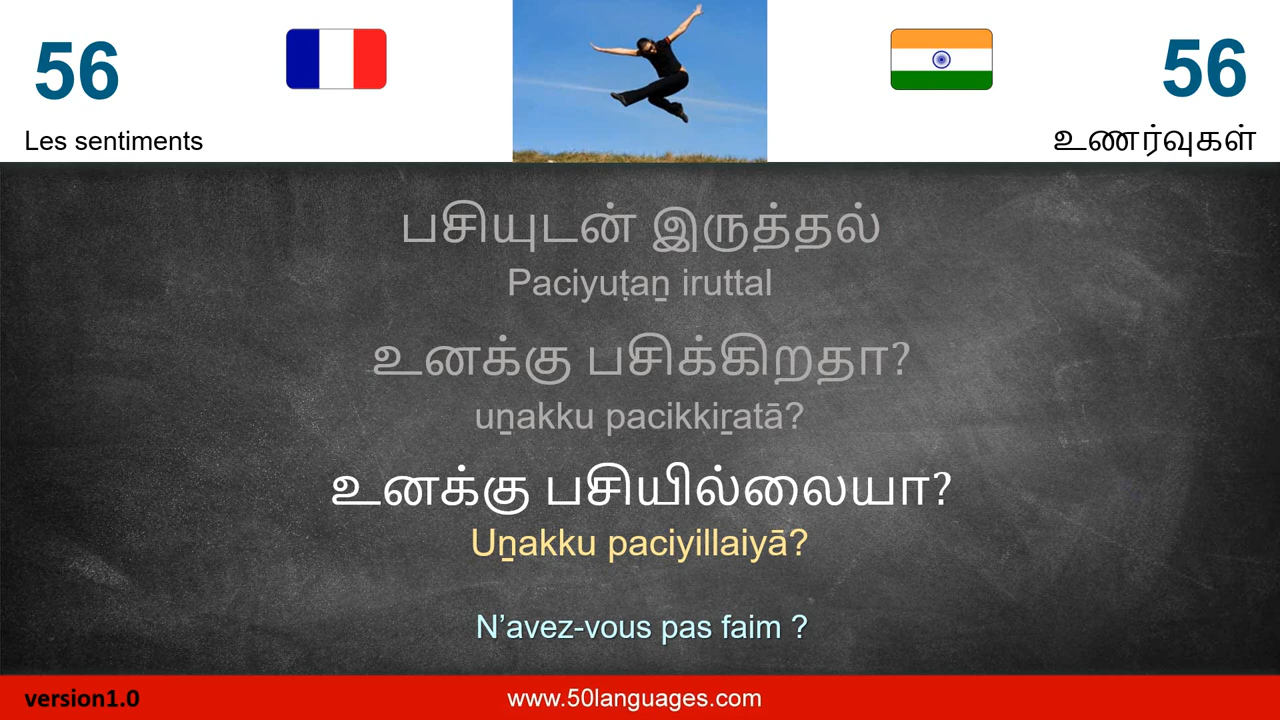 56
56
Les sentiments
உணர்வுகள்
பசியுடன் இருத்தல்
Paciyuṭaṉ iruttal
உனக்கு பசிக்கிறதா?
uṉakku pacikkiṟatā?
உனக்கு பசியில்லையா?
Uṉakku paciyillaiyā?
N’avez-vous pas faim ?
version1.0
www.50languages.com